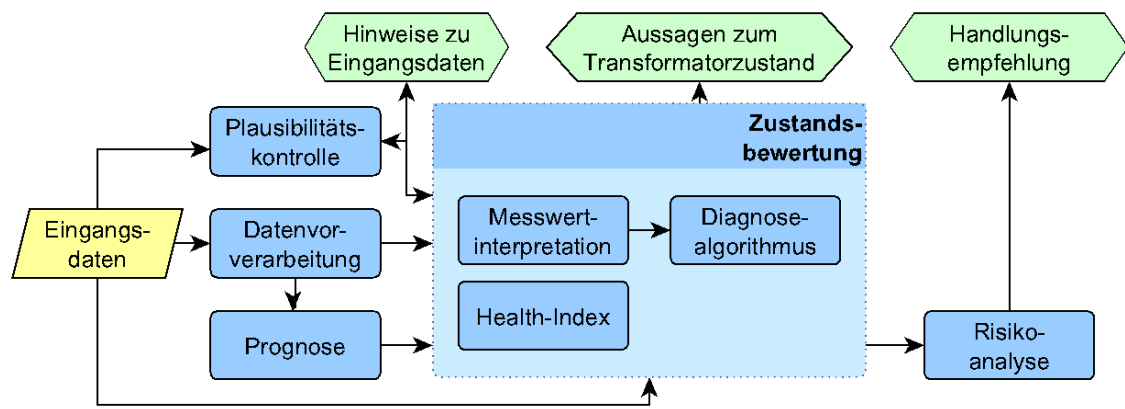 Hinweise zu
Eingangsdaten
Aussagen zum
Transformatorzustand
Handlungs-
empfehlung
Plausibilitäts-
kontrolle
Zustands-
bewertung
Eingangs-
daten
Datenvor-
verarbeitung
Messwert-
interpretation
Diagnose-
algorithmus
Prognose
Health-Index
Risiko-
analyse